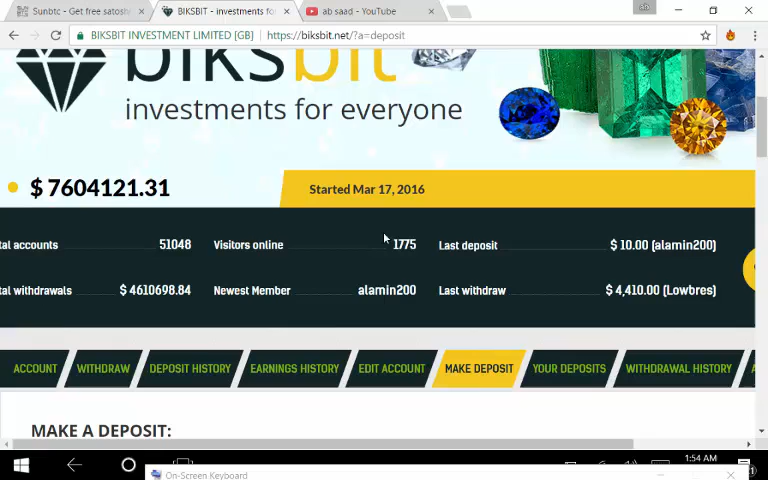 Sunbtc - Get free satoshi
BIKSBIT - investments fo
ab saad - YouTube
ab
BIKSBIT INVESTMENT LIMITED [GB]
https://biksbit.net/?a=deposit
biksbit
investments for everyone
$ 7604121.31
Started Mar 17, 2016
tal accounts 51048 Visitors online 1775 Last deposit $ 10.00 (alamin200)
tal withdrawals $ 4610698.84 Newest Member alamin200 Last withdraw $ 4,410.00 (Lowbres)
ACCOUNT WITHDRAW DEPOSIT HISTORY EARNINGS HISTORY EDIT ACCOUNT MAKE DEPOSIT YOUR DEPOSITS WITHDRAWAL HISTORY
MAKE A DEPOSIT:
1:54 AM
On-Screen Keyboard